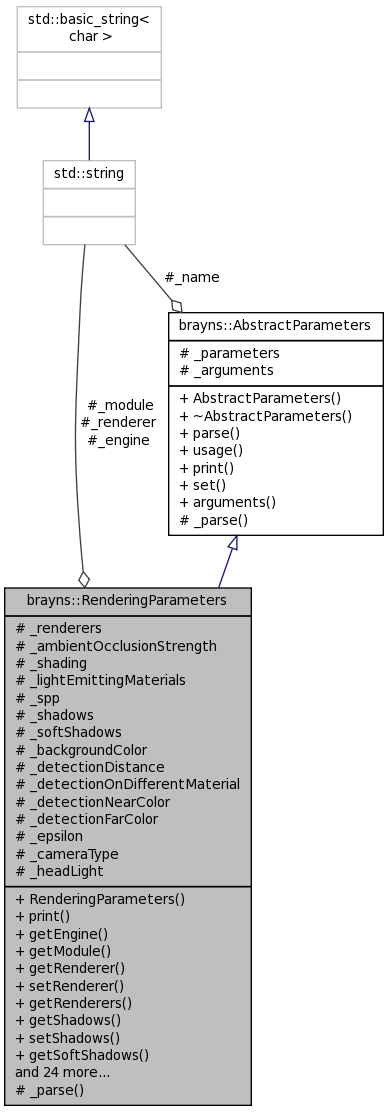 std::basic_string<
char >
std::string
#_name
brayns::AbstractParameters
# _parameters
# _arguments
+ AbstractParameters()
+ ~AbstractParameters()
+ parse()
+ usage()
+ print()
+ set()
+ arguments()
# _parse()
#_module
#_renderer
#_engine
brayns::RenderingParameters
# _renderers
# _ambientOcclusionStrength
# _shading
# _lightEmittingMaterials
# _spp
# _shadows
# _softShadows
# _backgroundColor
# _detectionDistance
# _detectionOnDifferentMaterial
# _detectionNearColor
# _detectionFarColor
# _epsilon
# _cameraType
# _headLight
+ RenderingParameters()
+ print()
+ getEngine()
+ getModule()
+ getRenderer()
+ setRenderer()
+ getRenderers()
+ getShadows()
+ setShadows()
+ getSoftShadows()
and 24 more...
# _parse()